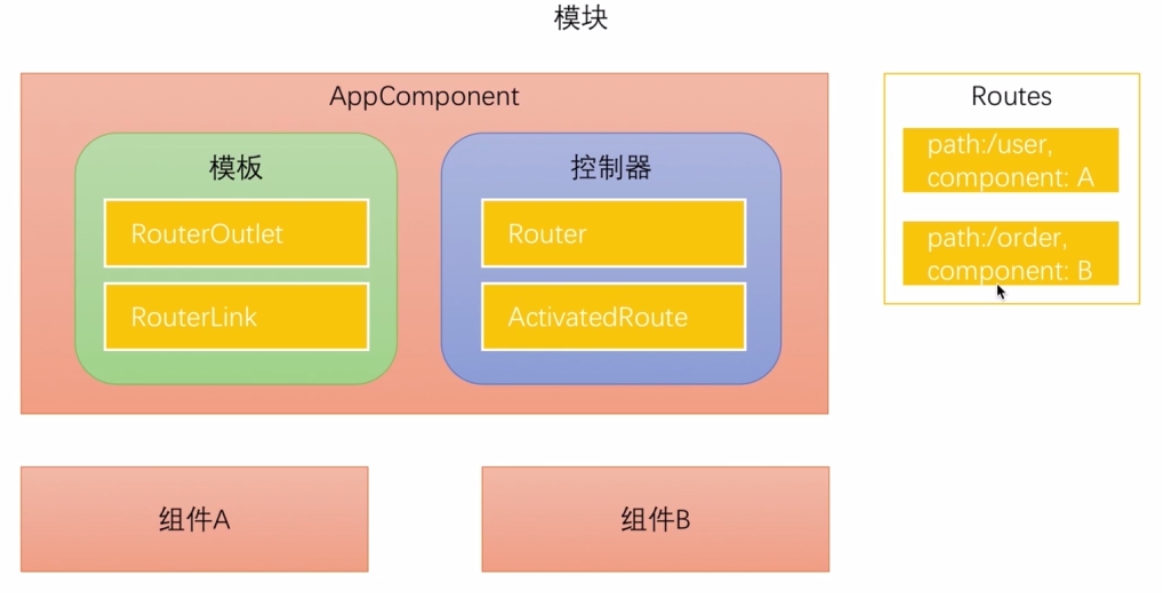 模块
AppComponent
模板
RouterOutlet
RouterLink
控制器
Router
ActivatedRoute
Routes
path:/user,
component: A
path:/order,
component: B
组件A
组件B